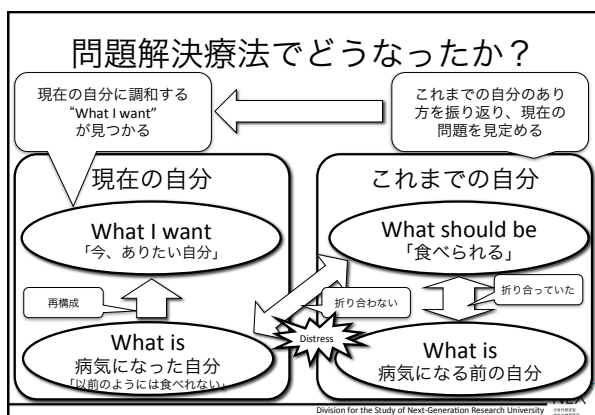 問題解決療法でどうなったか？
現在の自分に調和する
“What I want”
が見つかる
これまでの自分のあり
方を振り返り、現在の
問題を見定める
現在の自分
What I want
「今、ありたい自分」
再構成
What is
病気になった自分
「以前のようには食べれない」
これまでの自分
What should be
「食べられる」
折り合わない
折り合っていた
Distress
What is
病気になる前の自分
Division for the Study of Next-Generation Research University